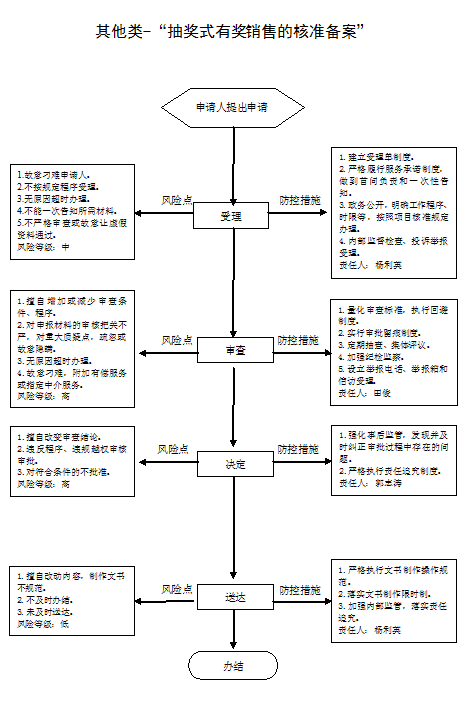 其他类-“抽奖式有奖销售的核准备案”
申请人提出申请
1.故意刁难申请人。
2.不按规定程序受理。
3.无原因超时办理。
4.不能一次告知所需材料。
5.不严格审查或故意让虚假
资料通过。
风险等级：中
风险点
受理
防控措施
1.建立受理单制度。
2.严格履行服务承诺制度，
做到首问负责和一次性告
知。
3.政务公开，明确工作程序、
时限等，按照项目核准规定
办理。
4.内部监督检查、投诉举报
受理。
责任人：杨利英
1.擅自增加或减少审查条
件、程序。
2.对申报材料的审核把关不
严，对重大质疑点，疏忽或
故意隐瞒。
3.无原因超时办理。
4.故意刁难，附加有偿服务
或指定中介服务。
风险等级：高
风险点
审查
防控措施
1.量化审查标准，执行回避
制度。
2.实行审批留痕制度。
3.定期抽查、集体评议。
4.加强纪检监察。
5.设立举报电话、举报箱和
信访受理。
责任人：田俊
1.擅自改变审查结论。
2.违反程序、违规越权审核
审批。
3.对符合条件的不批准。
风险等级：高
风险点
决定
防控措施
1.强化事后监管，发现并及
时纠正审批过程中存在的问
题。
2.严格执行责任追究制度。
责任人：郭志涛
1.擅自改动内容，制作文书
不规范。
2.不及时办结。
3.未及时送达。
风险等级：低
风险点
送达
防控措施
1.严格执行文书制作操作规
范。
2.落实文书制作限时制。
3.加强内部监管，落实责任
追究。
责任人：杨利英
办结